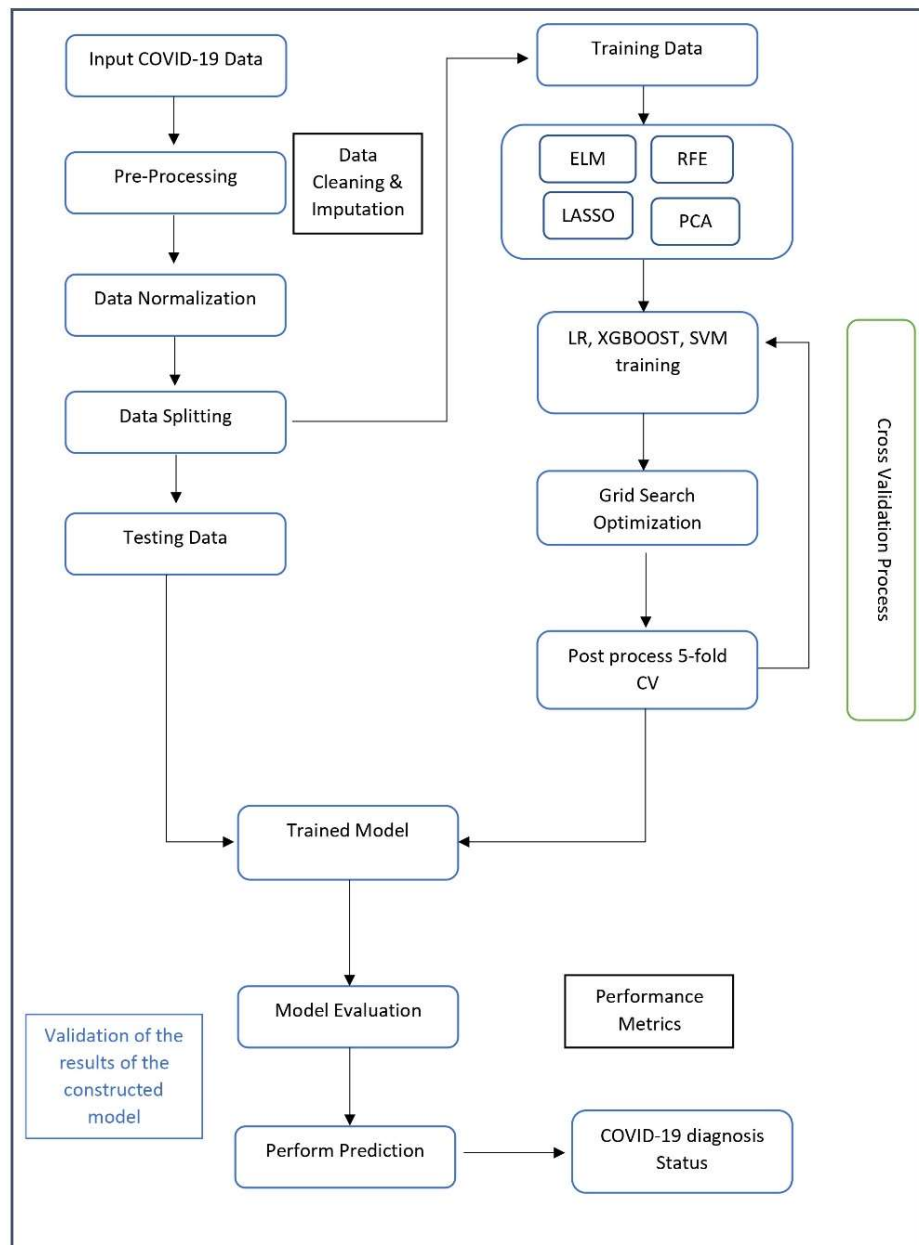 Input COVID-19 Data
Training Data
Pre-Processing
Data
Cleaning &
Imputation
ELM
RFE
LASSO
PCA
Data Normalization
LR, XGBOOST, SVM
training
Data Splitting
Grid Search
Optimization
Testing Data
Post process 5-fold
CV
Cross Validation Process
Trained Model
Model Evaluation
Performance
Metrics
Validation of the
results of the
constructed
model
Perform Prediction
COVID-19 diagnosis
Status